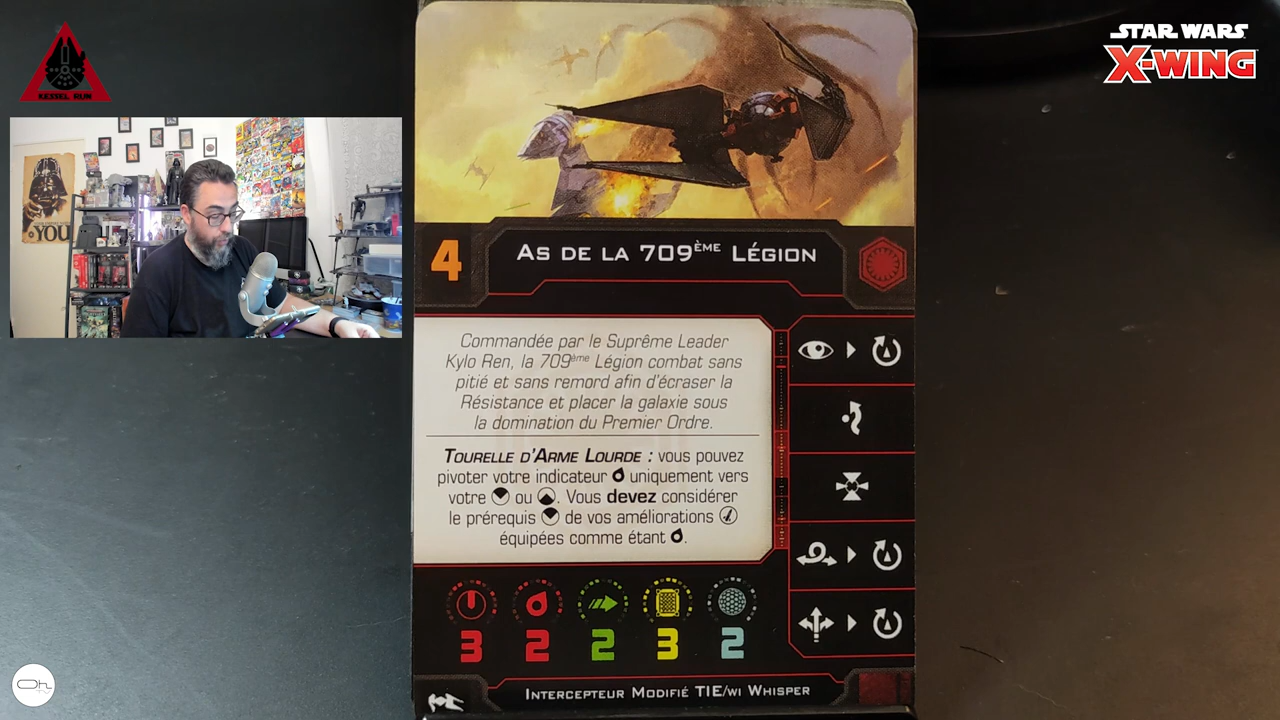 KESSEL RUN
STAR WARS
X-WING
YOU
4
As de la 709ème Légion
Commandée par le Suprême Leader
Kylo Ren, la 709ème Légion combat sans
pitié et sans remord afin d'écraser la
Résistance et placer la galaxie sous
la domination du Premier Ordre.
Tourelle d'Arme Lourde : vous pouvez
pivoter votre indicateur uniquement vers
votre ou . Vous devez considérer
le prérequis de vos améliorations
équipées comme étant .
3 2 2 3 2
Intercepteur Modifié TIE/wi Whisper